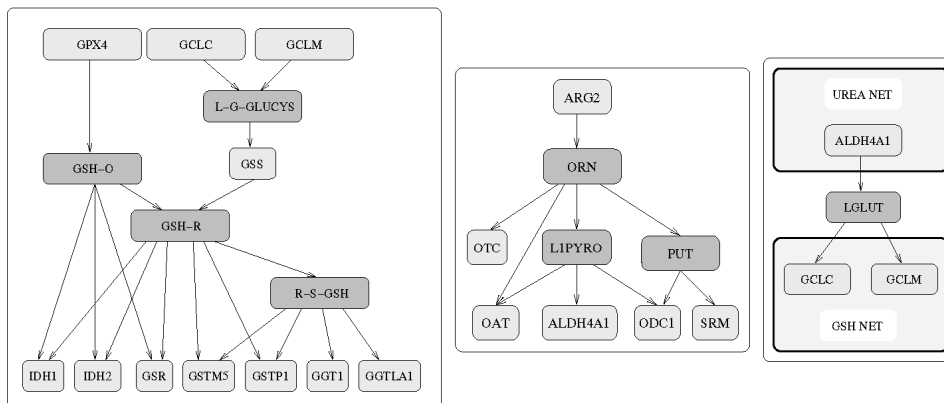 GPX4
GCLC
GCLM
L-G-GLUCYS
GSH-O
GSS
GSH-R
R-S-GSH
IDH1
IDH2
GSR
GSTM5
GSTP1
GGT1
GGTLA1
ARG2
ORN
OTC
L1PYRO
PUT
OAT
ALDH4A1
ODC1
SRM
UREA NET
ALDH4A1
LGLUT
GCLC
GCLM
GSH NET